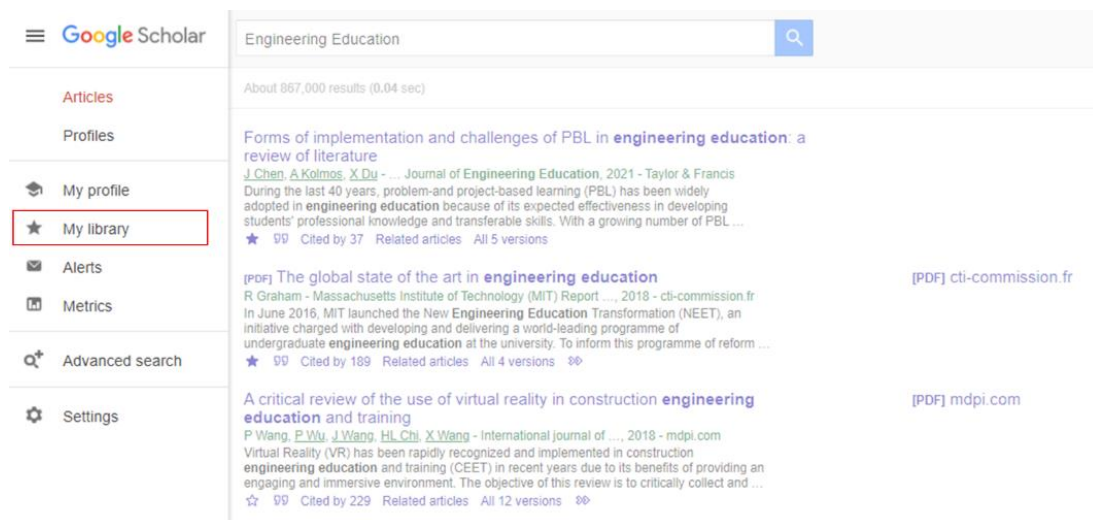 Google Scholar
Engineering Education
Articles
Profiles
My profile
My library
Alerts
Metrics
Advanced search
Settings
About 867,000 results (0.04 sec)
Forms of implementation and challenges of PBL in engineering education: a
review of literature
J Chen, A Kolmos, X Du - ... Journal of Engineering Education, 2021 - Taylor & Francis
During the last 40 years, problem-and project-based learning (PBL) has been widely
adopted in engineering education because of its expected effectiveness in developing
students' professional knowledge and transferable skills. With a growing number of PBL ...
Cited by 37 Related articles All 5 versions
[PDF] The global state of the art in engineering education
[PDF] cti-commission.fr
R Graham - Massachusetts Institute of Technology (MIT) Report ..., 2018 - cti-commission.fr
In June 2016, MIT launched the New Engineering Education Transformation (NEET), an
initiative charged with developing and delivering a world-leading programme of
undergraduate engineering education at the university. To inform this programme of reform ...
Cited by 189 Related articles All 4 versions
A critical review of the use of virtual reality in construction engineering
education and training
[PDF] mdpi.com
P Wang, P Wu, J Wang, HL Chi, X Wang - International journal of ..., 2018 - mdpi.com
Virtual Reality (VR) has been rapidly recognized and implemented in construction
engineering education and training (CEET) in recent years due to its benefits of providing an
engaging and immersive environment. The objective of this review is to critically collect and ...
Cited by 229 Related articles All 12 versions